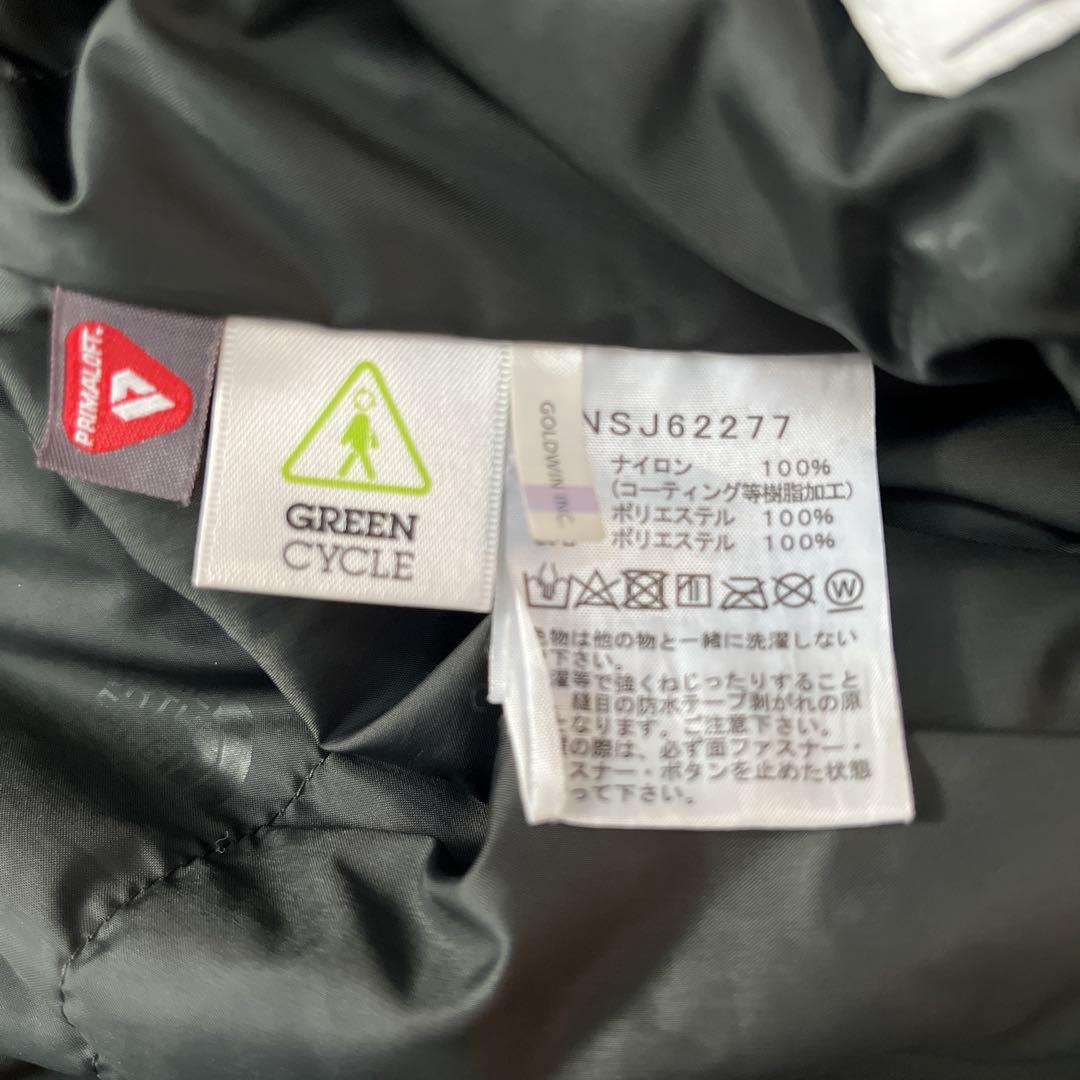 PRIMALOFT
GREEN
CYCLE
GOLDWIN INC.
NSJ62277
ナイロン 100%
(コーティング等樹脂加工)
ポリエステル 100%
ポリエステル 100%
W
色物は他の物と一緒に洗濯しない
下さい。
濯等で強くねじったりすること
縫目の防水テープ剥がれの原
となります。ご注意下さい。
の際は、必ず面ファスナー・
スナー・ボタンを止めた状態
って下さい。